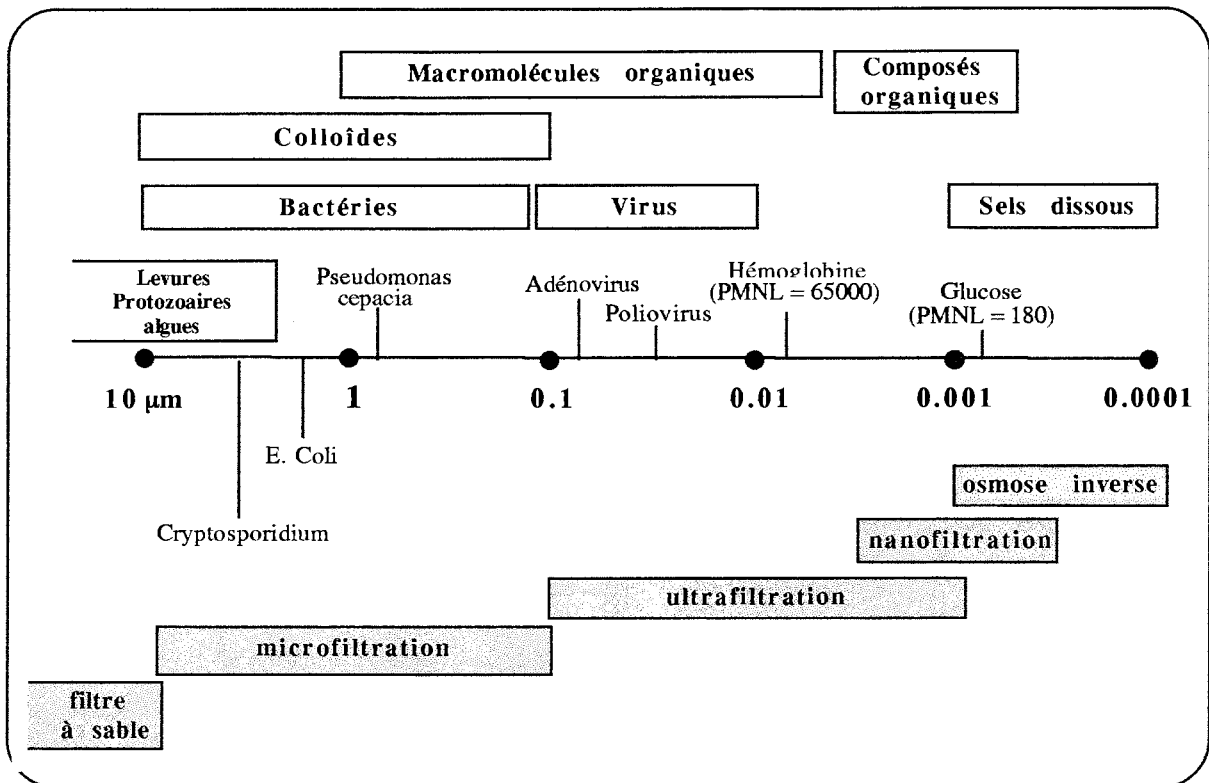 Macromolécules organiques
Composés
organiques
Colloîdes
Bactéries
Virus
Sels dissous
Levures
Protozoaires
algues
Pseudomonas
cepacia
Adénovirus
Poliovirus
Hémoglobine
(PMNL = 65000)
Glucose
(PMNL = 180)
10 µm
1
0.1
0.01
0.001
0.0001
E. Coli
Cryptosporidium
osmose inverse
nanofiltration
ultrafiltration
microfiltration
filtre
à sable